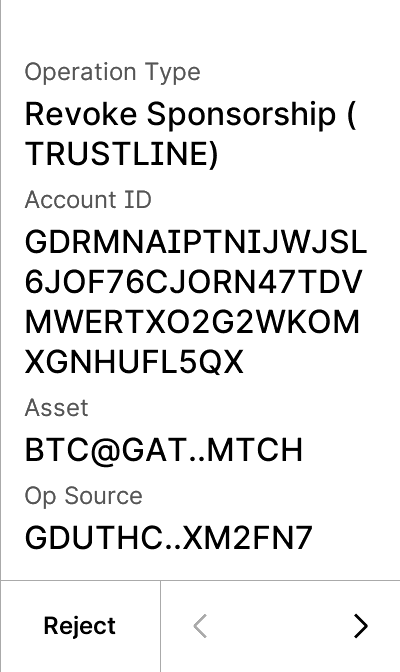 Operation Type
Revoke Sponsorship (
TRUSTLINE)
Account ID
GDRMNAIPTNIJWJSL
6JOF76CJORN47TDV
MWERTXO2G2WKOM
XGNHUFL5QX
Asset
BTC@GAT..MTCH
Op Source
GDUTHC..XM2FN7
Reject